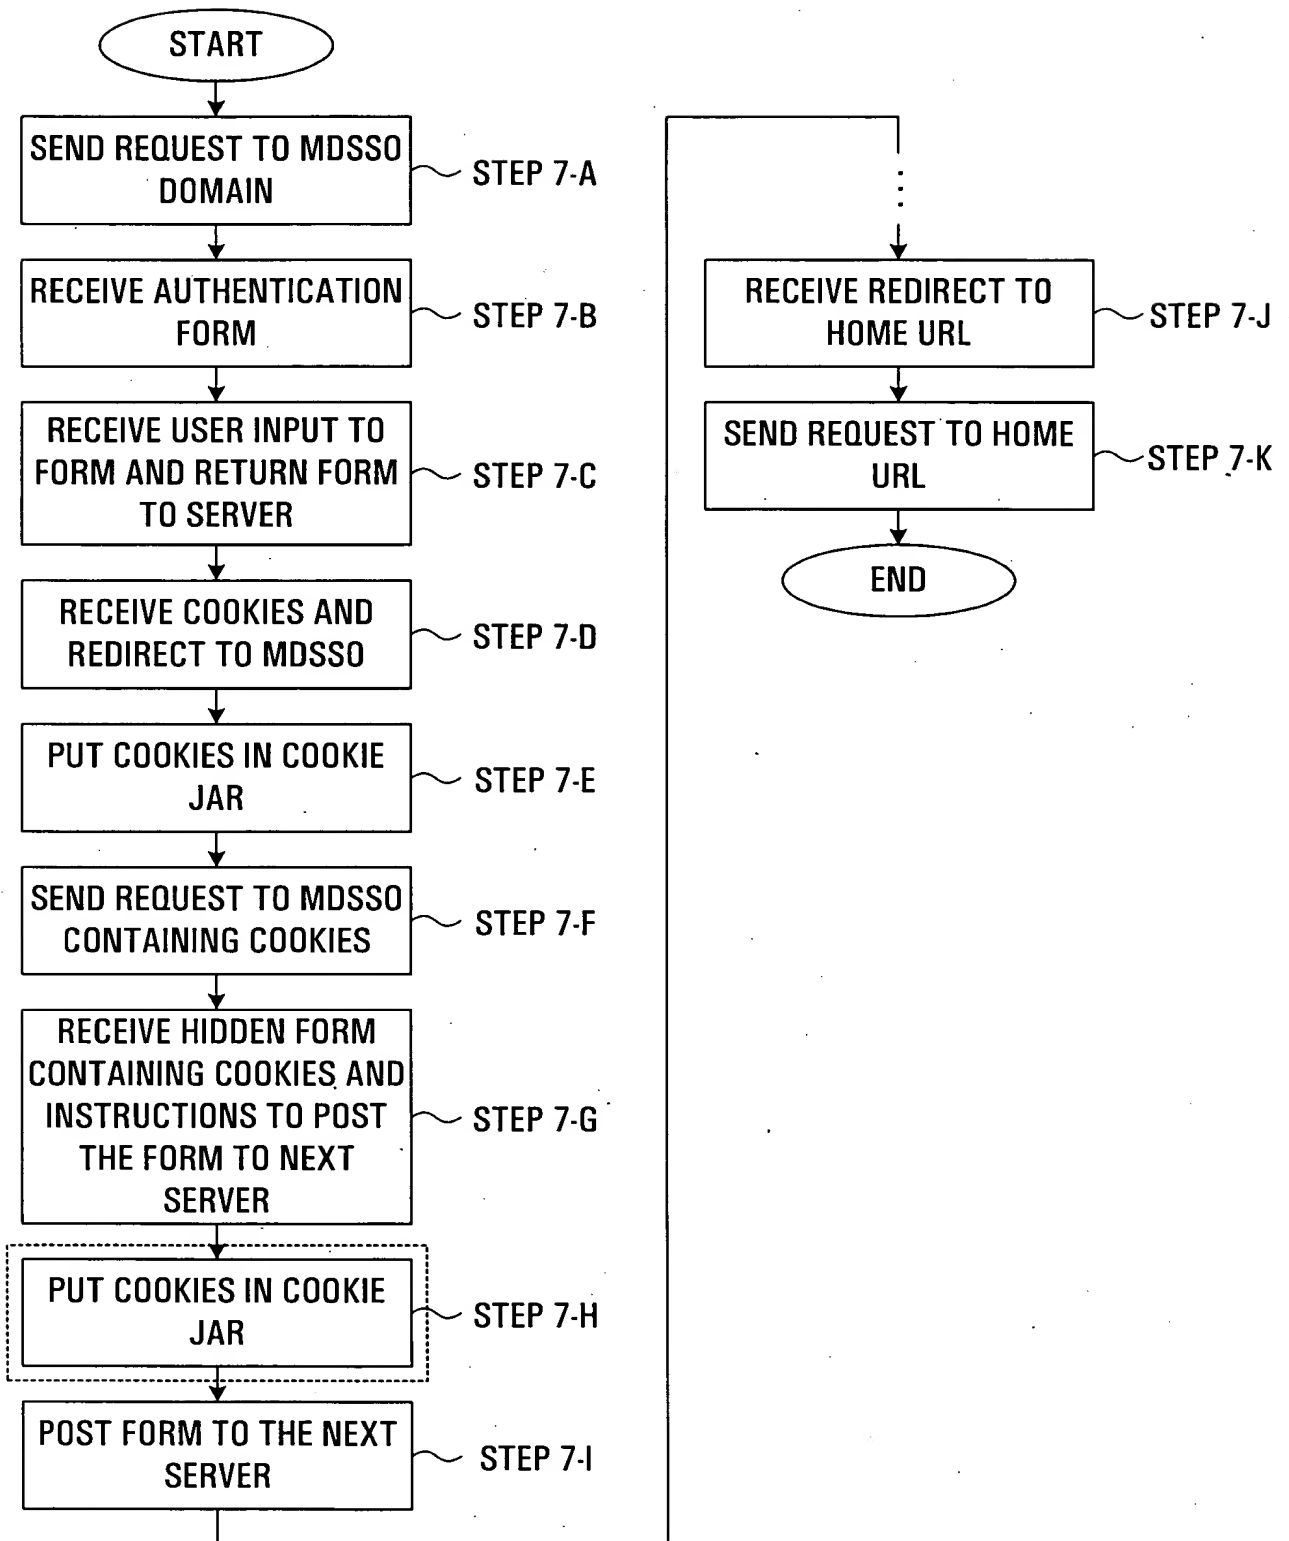 START
SEND REQUEST TO MDSSO
DOMAIN
STEP 7-A
RECEIVE AUTHENTICATION
FORM
STEP 7-B
RECEIVE USER INPUT TO
FORM AND RETURN FORM
TO SERVER
STEP 7-C
RECEIVE COOKIES AND
REDIRECT TO MDSSO
STEP 7-D
PUT COOKIES IN COOKIE
JAR
STEP 7-E
SEND REQUEST TO MDSSO
CONTAINING COOKIES
STEP 7-F
RECEIVE HIDDEN FORM
CONTAINING COOKIES AND
INSTRUCTIONS TO POST
THE FORM TO NEXT
SERVER
STEP 7-G
PUT COOKIES IN COOKIE
JAR
STEP 7-H
POST FORM TO THE NEXT
SERVER
STEP 7-I
RECEIVE REDIRECT TO
HOME URL
STEP 7-J
SEND REQUEST TO HOME
URL
STEP 7-K
END